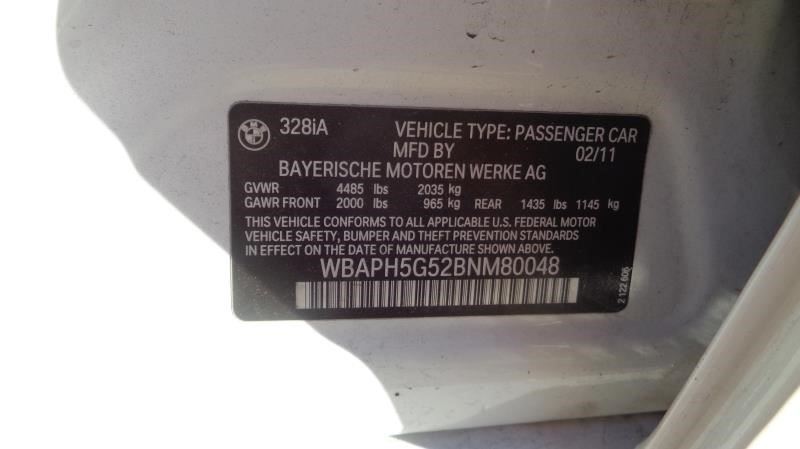 BMW 328iA VEHICLE TYPE: PASSENGER CAR
MFD BY 02/11
BAYERISCHE MOTOREN WERKE AG
GVWR 4485 lbs 2035 kg
GAWR FRONT 2000 lbs 965 kg REAR 1435 lbs 1145 kg
THIS VEHICLE CONFORMS TO ALL APPLICABLE U.S. FEDERAL MOTOR
VEHICLE SAFETY, BUMPER AND THEFT PREVENTION STANDARDS
IN EFFECT ON THE DATE OF MANUFACTURE SHOWN ABOVE.
WBAPH5G52BNM80048
2 122 606